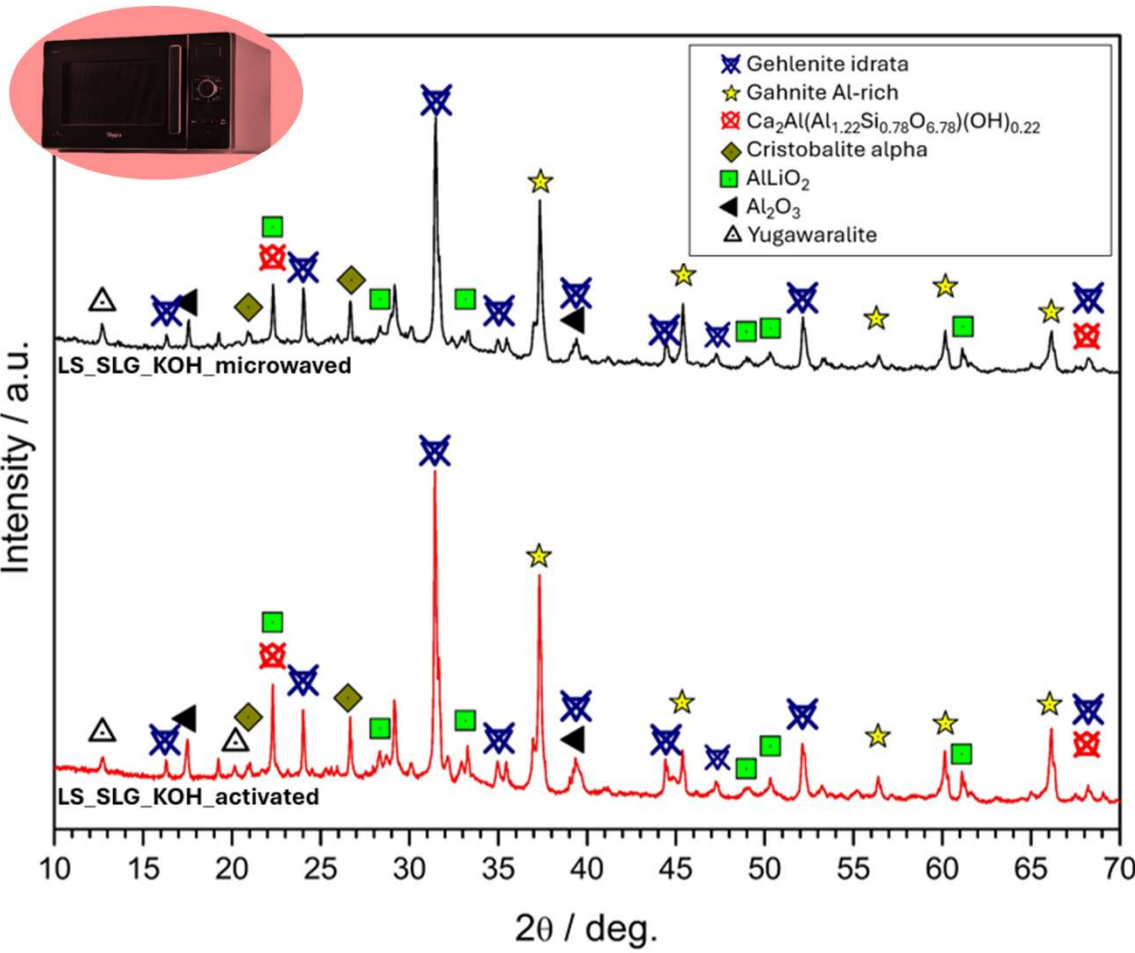 Gehlenite idrata
Gahnite Al-rich
Ca₂Al(Al₁.₂₂Si₀.₇₈O₆.₇₈)(OH)₀.₂₂
Cristobalite alpha
AlLiO₂
Al₂O₃
Yugawaralite
LS_SLG_KOH_microwaved
LS_SLG_KOH_activated
Intensity / a.u.
10 15 20 25 30 35 40 45 50 55 60 65 70
2θ / deg.